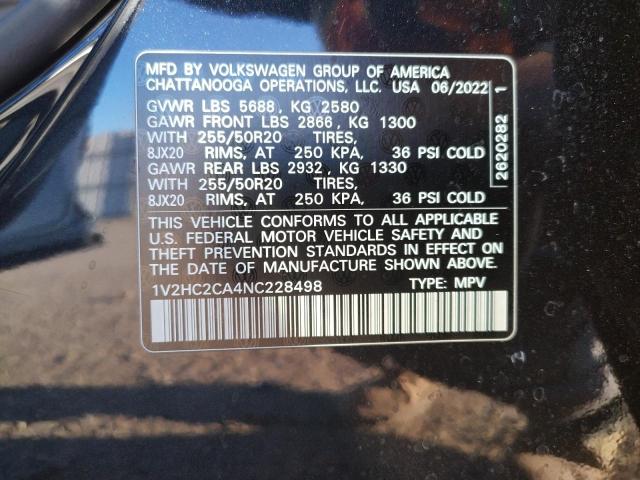 MFD BY VOLKSWAGEN GROUP OF AMERICA
CHATTANOOGA OPERATIONS, LLC. USA 06/2022
GVWR LBS 5688, KG 2580
GAWR FRONT LBS 2866, KG 1300
WITH 255/50R20 TIRES,
8JX20 RIMS, AT 250 KPA, 36 PSI COLD
GAWR REAR LBS 2932, KG 1330
WITH 255/50R20 TIRES,
8JX20 RIMS, AT 250 KPA, 36 PSI COLD
THIS VEHICLE CONFORMS TO ALL APPLICABLE
U.S. FEDERAL MOTOR VEHICLE SAFETY AND
THEFT PREVENTION STANDARDS IN EFFECT ON
THE DATE OF MANUFACTURE SHOWN ABOVE.
1V2HC2CA4NC228498 TYPE: MPV
2620282 1